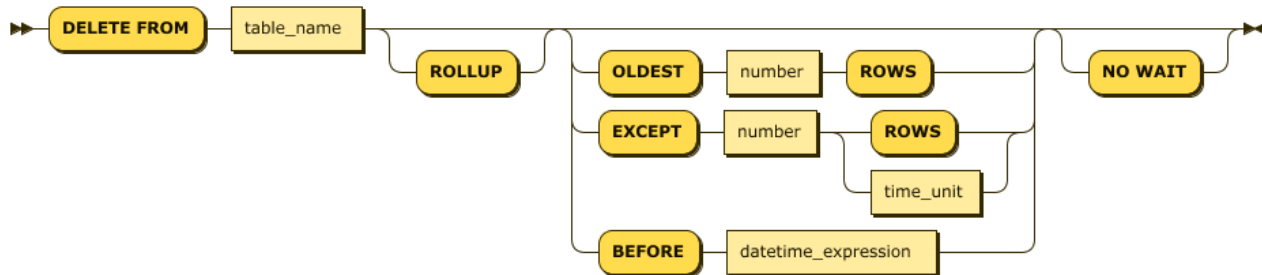 DELETE FROM table_name
ROLLUP OLDEST number ROWS NO WAIT
EXCEPT number ROWS
time_unit
BEFORE datetime_expression